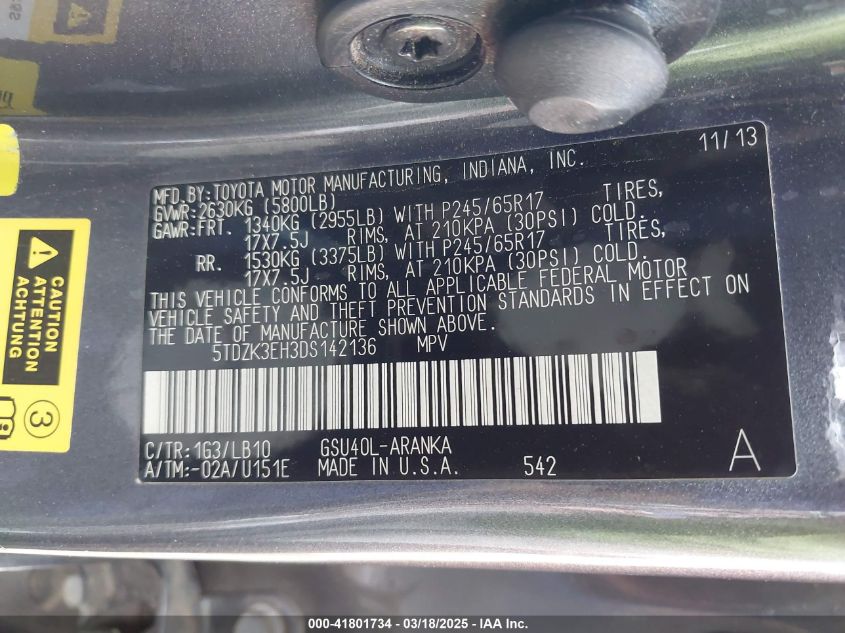 11/13
MFD.BY:TOYOTA MOTOR MANUFACTURING, INDIANA, INC.
GVWR:2630KG (5800LB)
GAWR:FRT. 1340KG (2955LB) WITH P245/65R17 TIRES,
17X7.5J RIMS, AT 210KPA (30PSI) COLD.
RR. 1530KG (3375LB) WITH P245/65R17 TIRES,
17X7.5J RIMS, AT 210KPA (30PSI) COLD.
THIS VEHICLE CONFORMS TO ALL APPLICABLE FEDERAL MOTOR
VEHICLE SAFETY AND THEFT PREVENTION STANDARDS IN EFFECT ON
THE DATE OF MANUFACTURE SHOWN ABOVE.
5TDZK3EH3DS142136 MPV
C/TR:1G3/LB10 GSU40L-ARANKA
A/TM:-02A/U151E MADE IN U.S.A. 542 A
CAUTION
ATTENTION
ACHTUNG
3
000-41801734 - 03/18/2025 - IAA Inc.